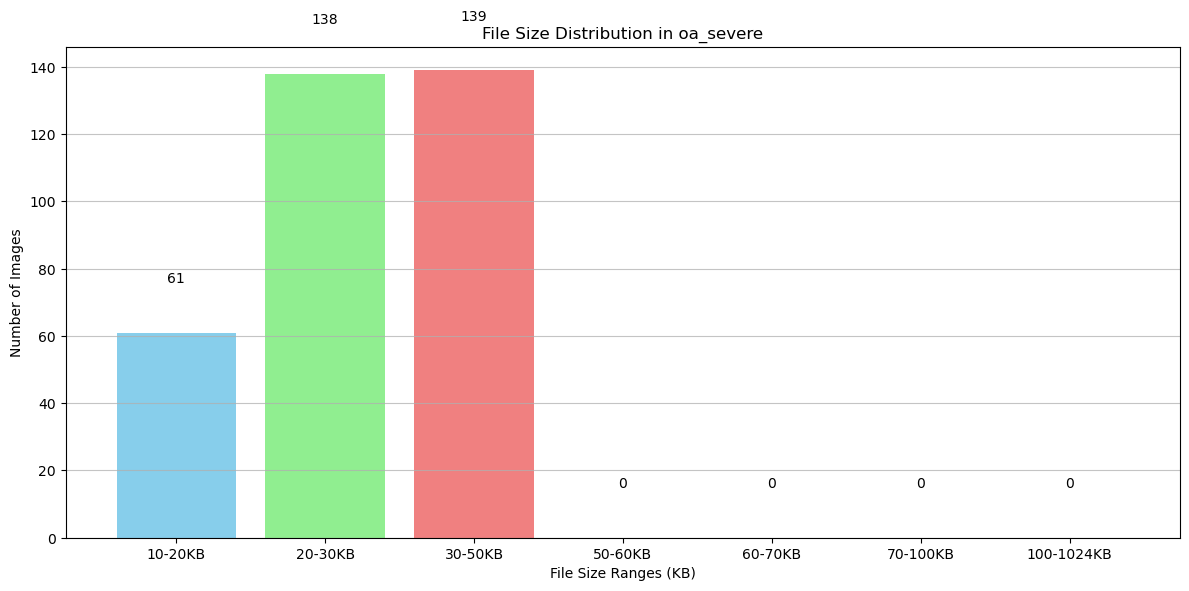 138
139
File Size Distribution in oa_severe
140
120
100
80
60
40
20
0
Number of Images
61
0
0
0
0
10-20KB
20-30KB
30-50KB
50-60KB
60-70KB
70-100KB
100-1024KB
File Size Ranges (KB)